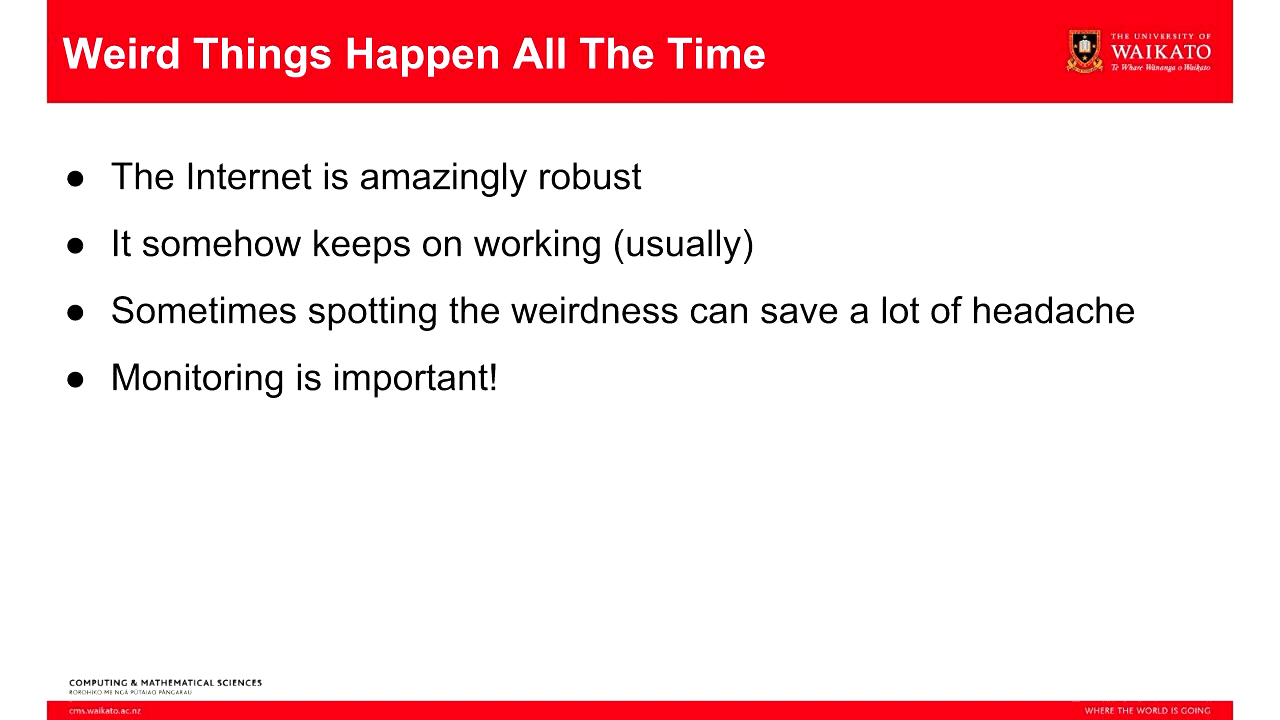 Weird Things Happen All The Time
THE UNIVERSITY OF
WAIKATO
Te Whare Wānanga o Waikato
● The Internet is amazingly robust
● It somehow keeps on working (usually)
● Sometimes spotting the weirdness can save a lot of headache
● Monitoring is important!
COMPUTING & MATHEMATICAL SCIENCES
ROROHIKO ME NGĀ PŪTAIAO PĀNGARAU
cms.waikato.ac.nz
WHERE THE WORLD IS GOING